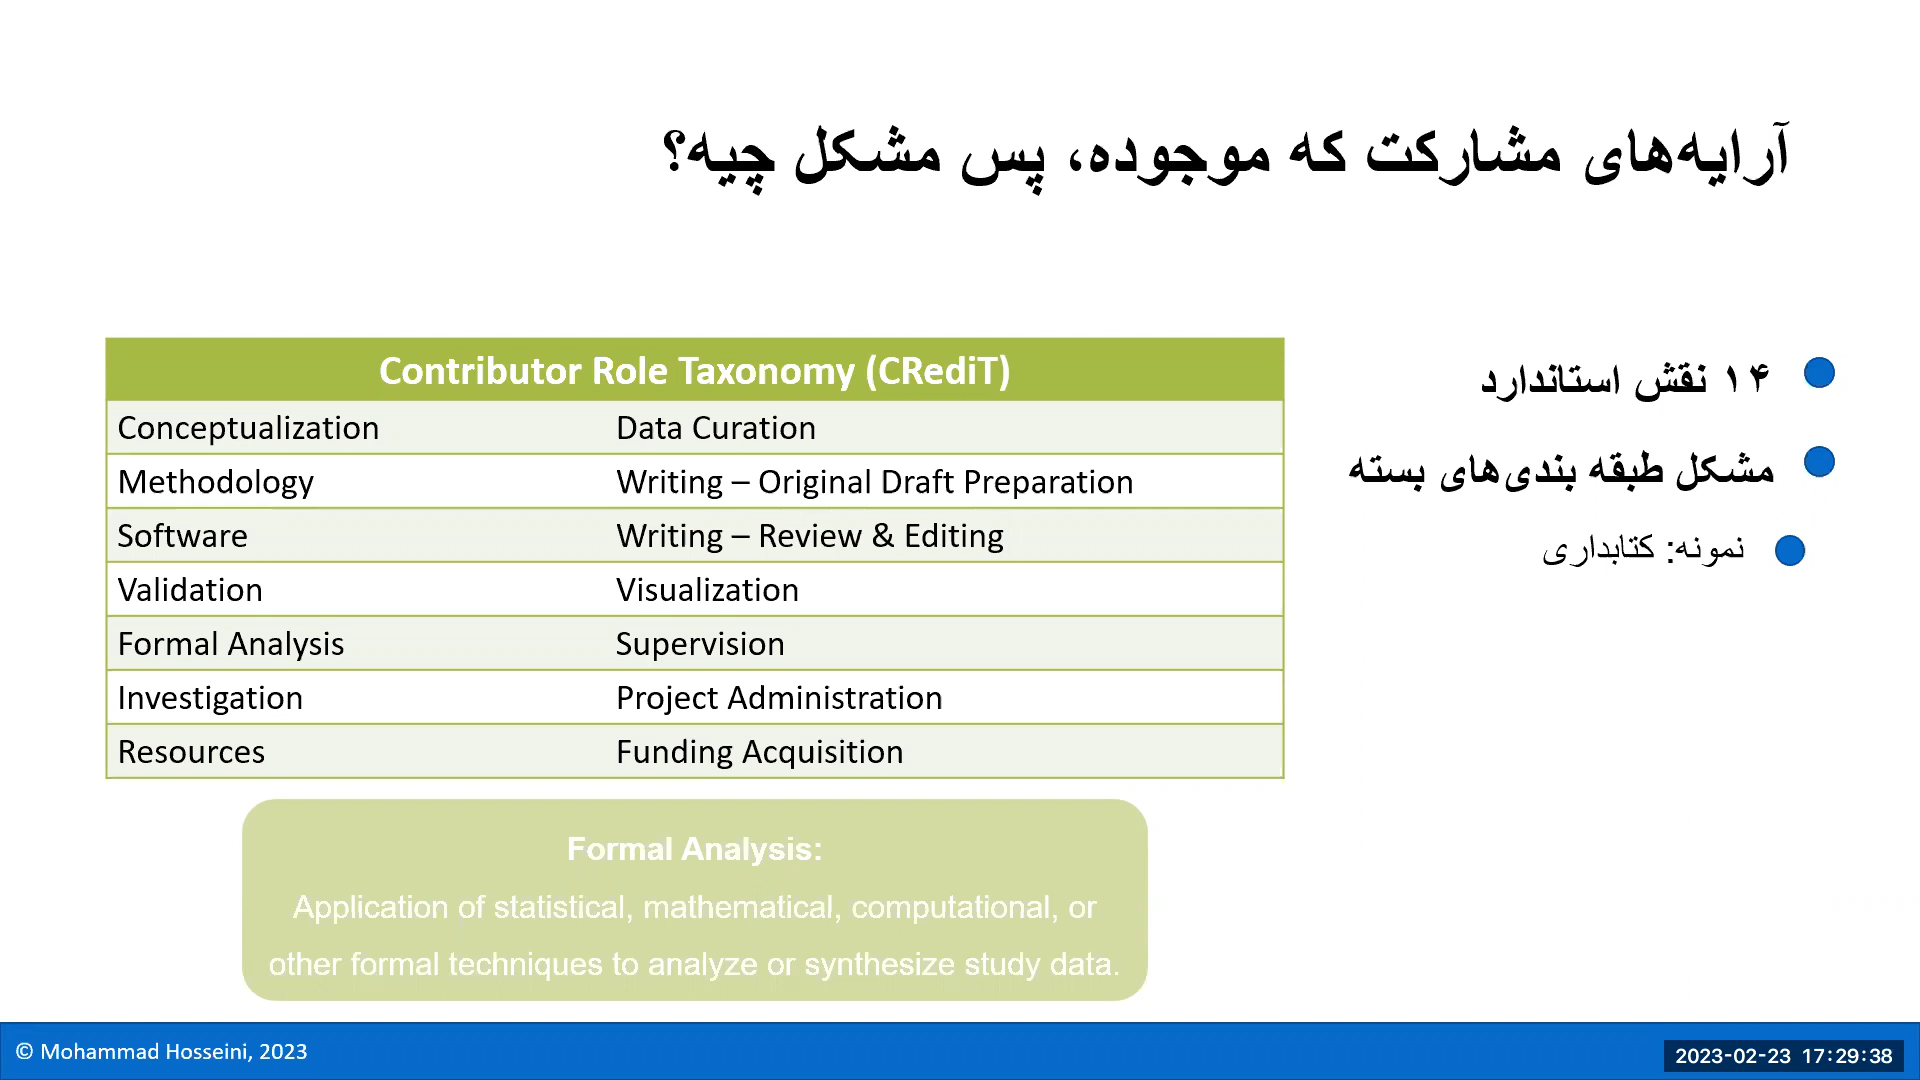 آرایه‌های مشارکت که موجوده، پس مشکل چیه؟
۱۴ نقش استاندارد
مشکل طبقه بندی‌های بسته
نمونه: کتابداری
Contributor Role Taxonomy (CRediT)
Conceptualization Data Curation
Methodology Writing – Original Draft Preparation
Software Writing – Review & Editing
Validation Visualization
Formal Analysis Supervision
Investigation Project Administration
Resources Funding Acquisition
Formal Analysis:
Application of statistical, mathematical, computational, or
other formal techniques to analyze or synthesize study data.
© Mohammad Hosseini, 2023
2023-02-23 17:29:38